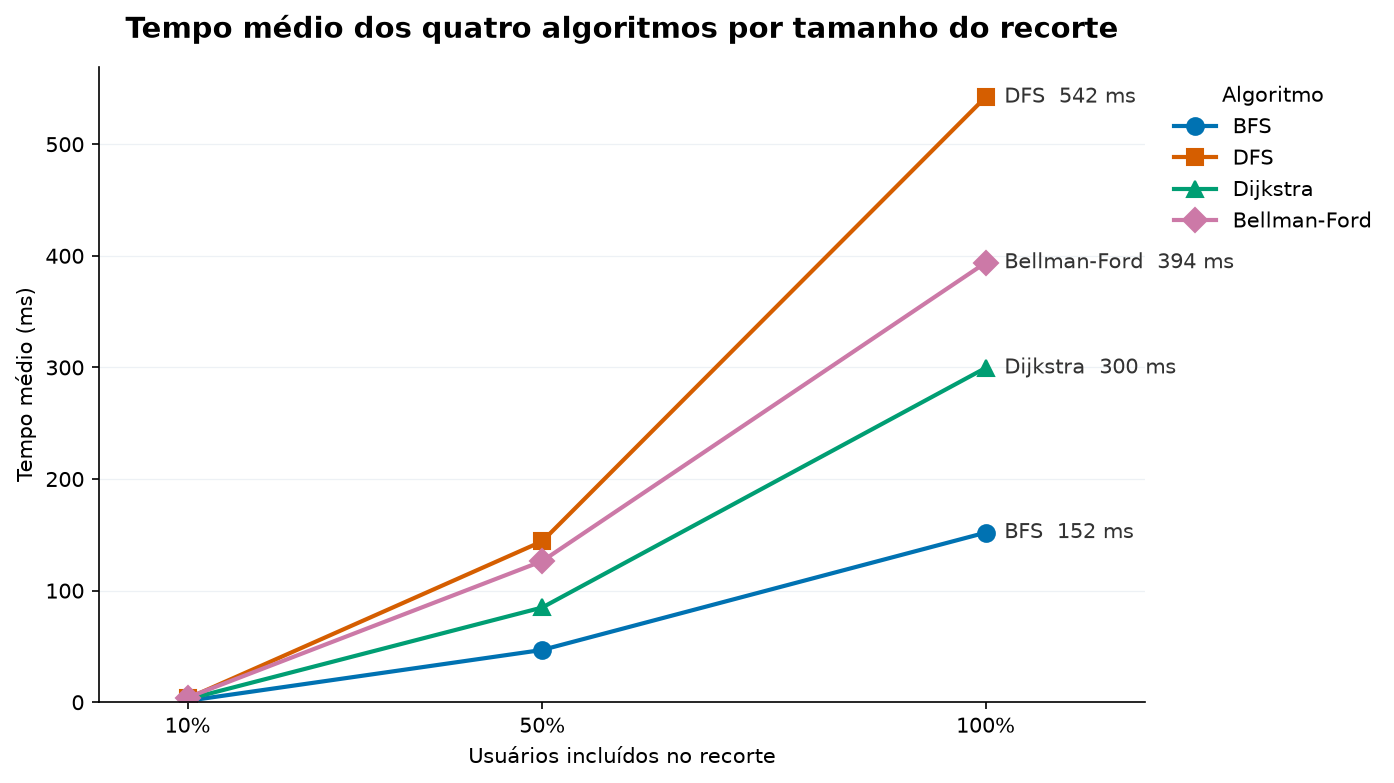 Tempo médio dos quatro algoritmos por tamanho do recorte
Tempo médio (ms)
500
400
300
200
100
0
10%
50%
100%
Usuários incluídos no recorte
DFS 542 ms
Bellman-Ford 394 ms
Dijkstra 300 ms
BFS 152 ms
Algoritmo
BFS
DFS
Dijkstra
Bellman-Ford